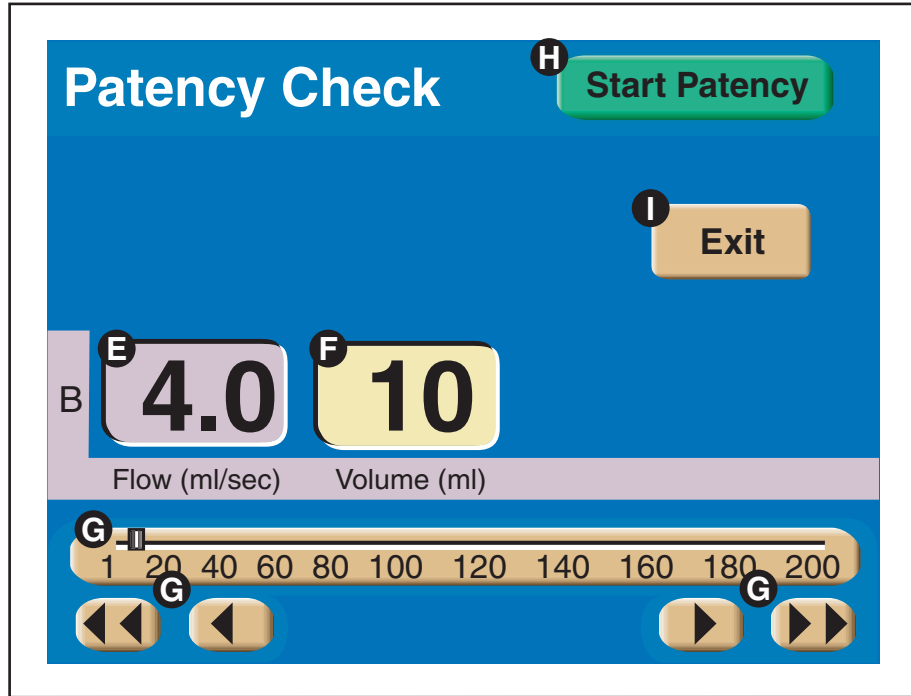 Patency Check
H
Start Patency
I
Exit
B
E
4.0
F
10
Flow (ml/sec)
Volume (ml)
G
1 20 40 60 80 100 120 140 160 180 200
G
G